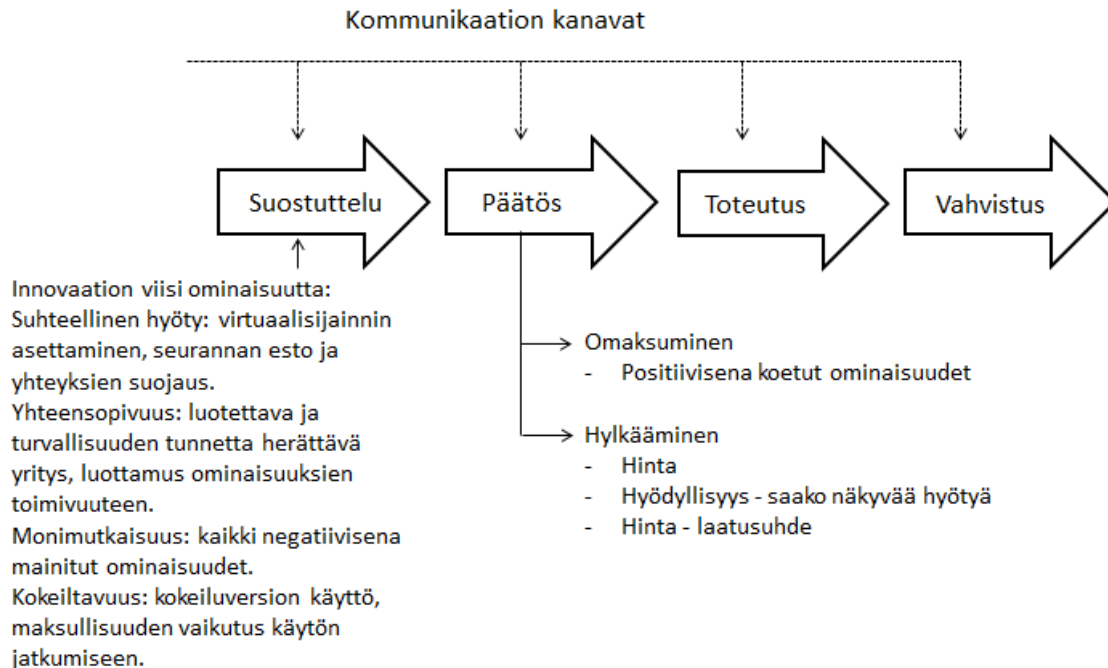 Kommunikaation kanavat
Suostuttelu
Päätös
Toteutus
Vahvistus
Innovaation viisi ominaisuutta:
Suhteellinen hyöty: virtuaalisijainnin
asettaminen, seurannan esto ja
yhteyksien suojaus.
Yhteensopivuus: luotettava ja
turvallisuuden tunnetta herättävä
yritys, luottamus ominaisuuksien
toimivuuteen.
Monimutkaisuus: kaikki negatiivisena
mainitut ominaisuudet.
Kokeiltavuus: kokeiluversion käyttö,
maksullisuuden vaikutus käytön
jatkumiseen.
Omaksuminen
- Positiivisena koetut ominaisuudet
Hylkääminen
- Hinta
- Hyödyllisyys - saako näkyvää hyötyä
- Hinta - laatusuhde